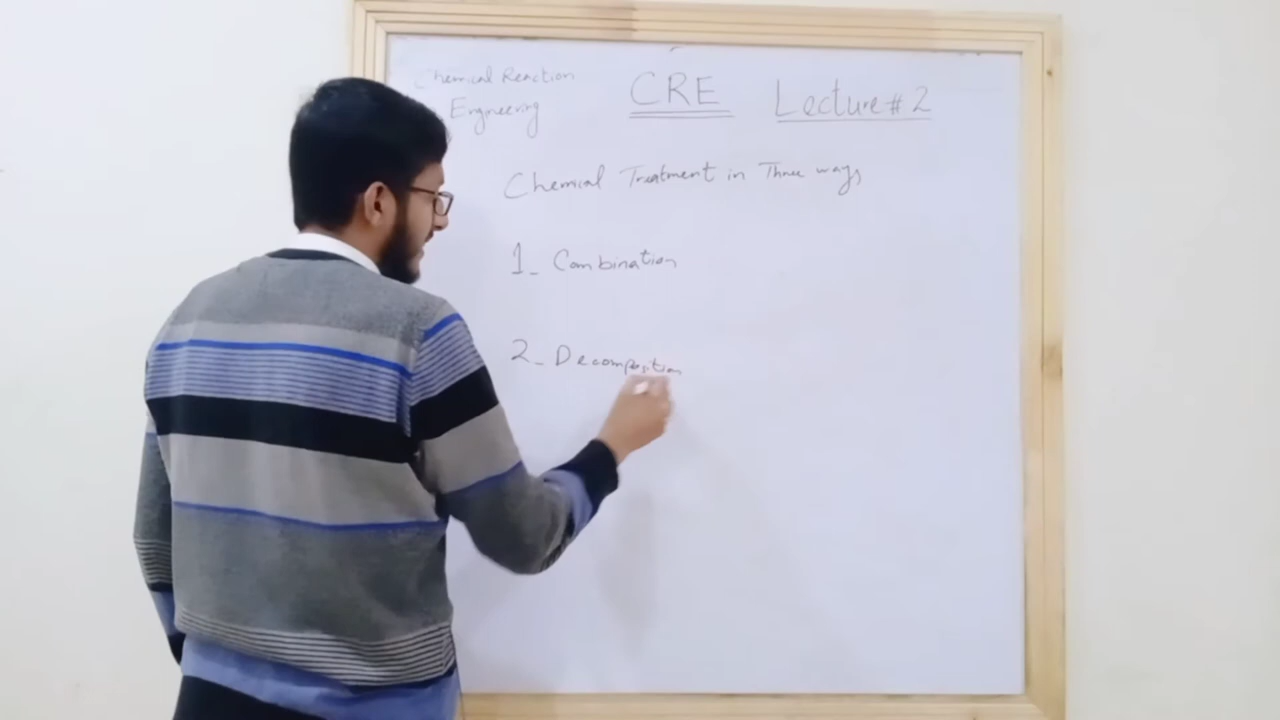 Chemical Reaction
Engineering
CRE
Lecture # 2
Chemical Treatment in Three ways
1_ Combination
2_ Decomposition